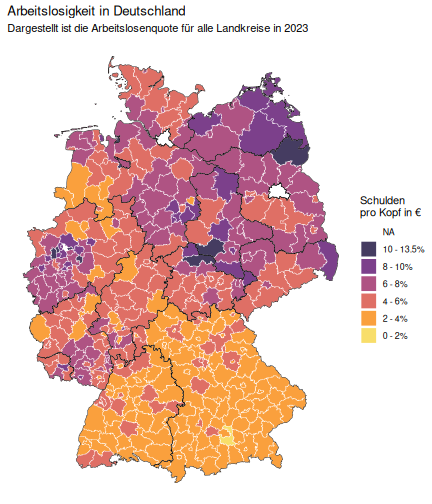 Arbeitslosigkeit in Deutschland
Dargestellt ist die Arbeitslosenquote für alle Landkreise in 2023
Schulden
pro Kopf in €
NA
10 - 13.5%
8 - 10%
6 - 8%
4 - 6%
2 - 4%
0 - 2%